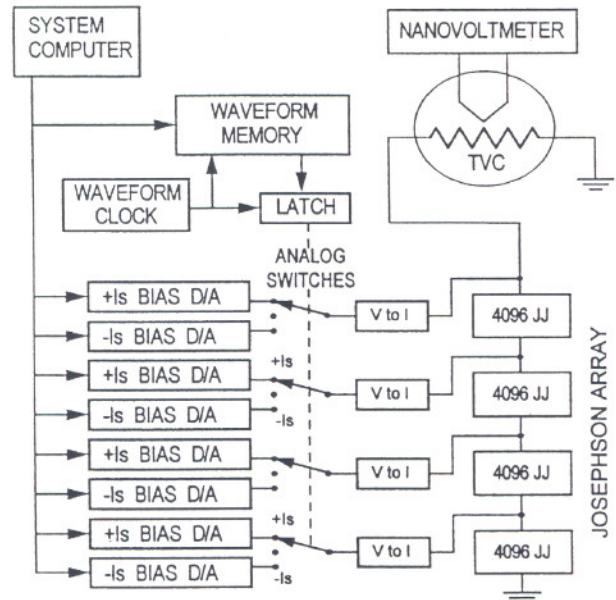 SYSTEM
COMPUTER
NANOVOLTMETER
WAVEFORM
MEMORY
TVC
WAVEFORM
CLOCK
LATCH
ANALOG
SWITCHES
+Is BIAS D/A
V to I
4096 JJ
-Is BIAS D/A
+Is BIAS D/A
+Is
V to I
4096 JJ
-Is BIAS D/A
-Is
+Is BIAS D/A
V to I
4096 JJ
-Is BIAS D/A
+Is BIAS D/A
+Is
V to I
4096 JJ
-Is BIAS D/A
-Is
JOSEPHSON ARRAY